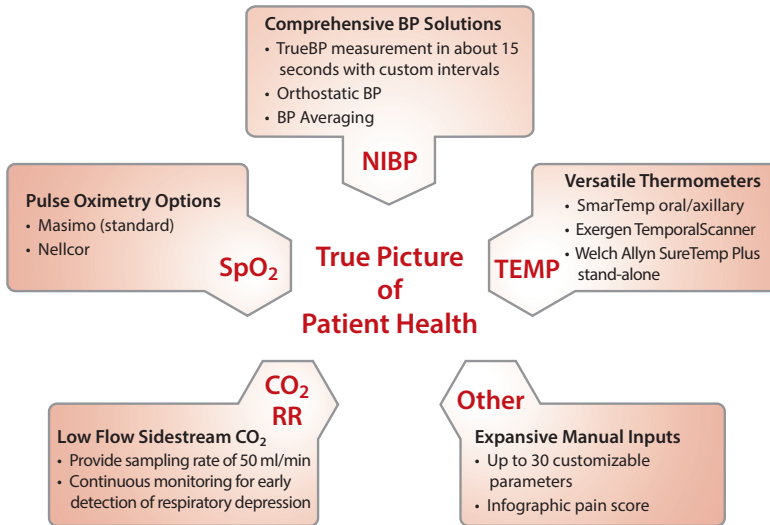 Comprehensive BP Solutions
• TrueBP measurement in about 15
seconds with custom intervals
• Orthostatic BP
• BP Averaging
NIBP
Pulse Oximetry Options
• Masimo (standard)
• Nellcor
SpO₂
Versatile Thermometers
• SmarTemp oral/axillary
• Exergen TemporalScanner
• Welch Allyn SureTemp Plus
stand-alone
TEMP
True Picture
of
Patient Health
CO₂
RR
Low Flow Sidestream CO₂
• Provide sampling rate of 50 ml/min
• Continuous monitoring for early
detection of respiratory depression
Other
Expansive Manual Inputs
• Up to 30 customizable
parameters
• Infographic pain score